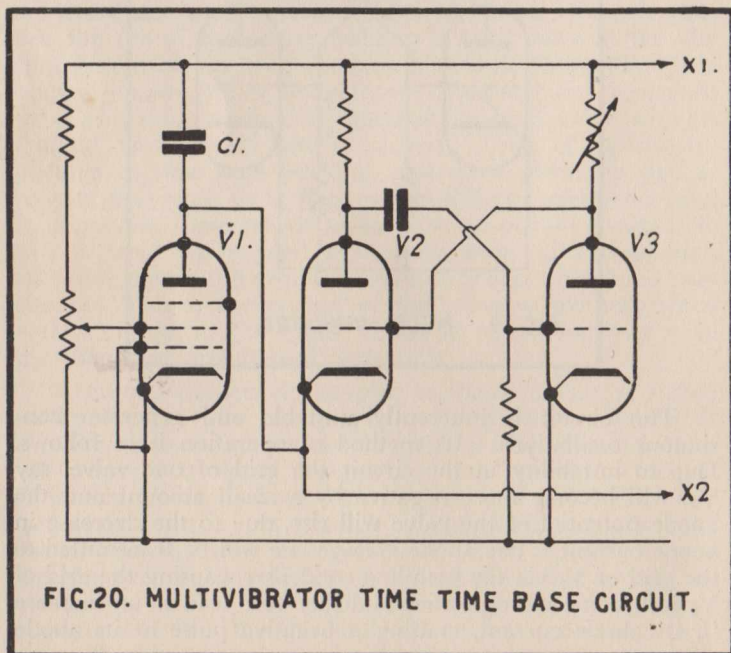 X1.
C1.
V1.
V2
V3
X2
FIG.20. MULTIVIBRATOR TIME TIME BASE CIRCUIT.